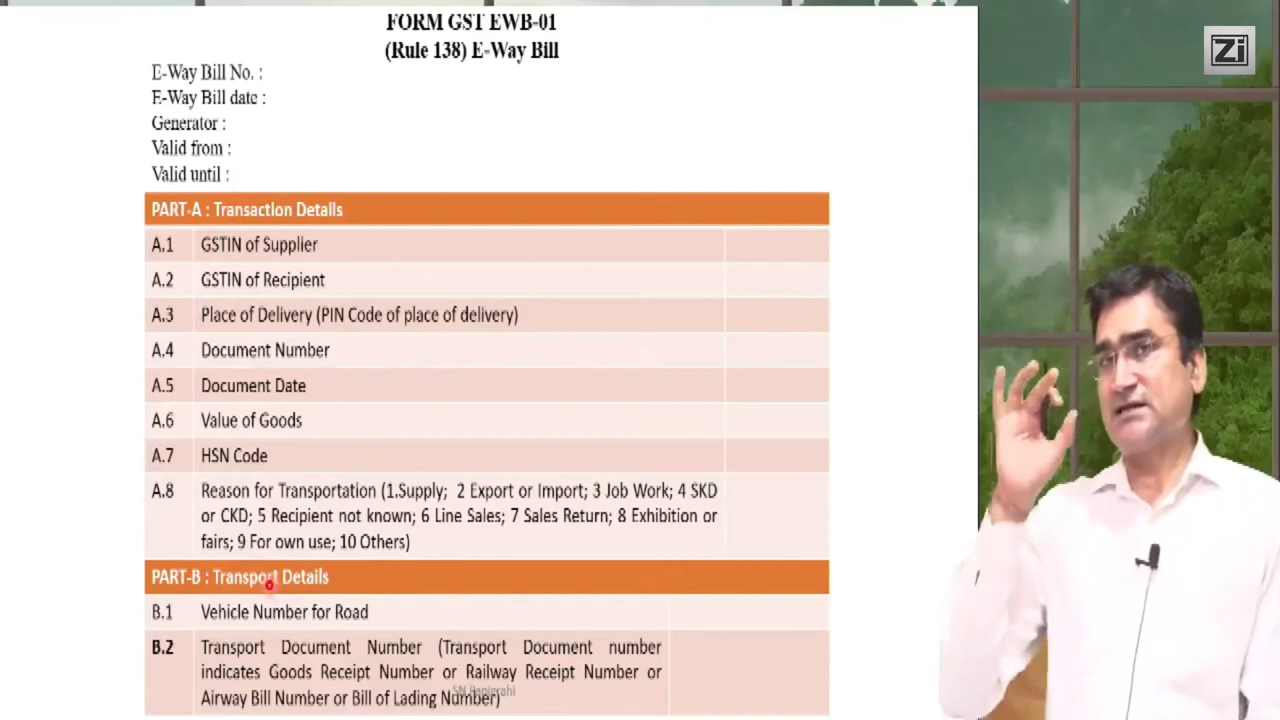 FORM GST EWB-01
(Rule 138) E-Way Bill
E-Way Bill No. :
E-Way Bill date :
Generator :
Valid from :
Valid until :
PART-A : Transaction Details
A.1 GSTIN of Supplier
A.2 GSTIN of Recipient
A.3 Place of Delivery (PIN Code of place of delivery)
A.4 Document Number
A.5 Document Date
A.6 Value of Goods
A.7 HSN Code
A.8 Reason for Transportation (1.Supply; 2 Export or Import; 3 Job Work; 4 SKD
or CKD; 5 Recipient not known; 6 Line Sales; 7 Sales Return; 8 Exhibition or
fairs; 9 For own use; 10 Others)
PART-B : Transport Details
B.1 Vehicle Number for Road
B.2 Transport Document Number (Transport Document number
indicates Goods Receipt Number or Railway Receipt Number or
Airway Bill Number or Bill of Lading Number)
SN Panigrahi
Zi